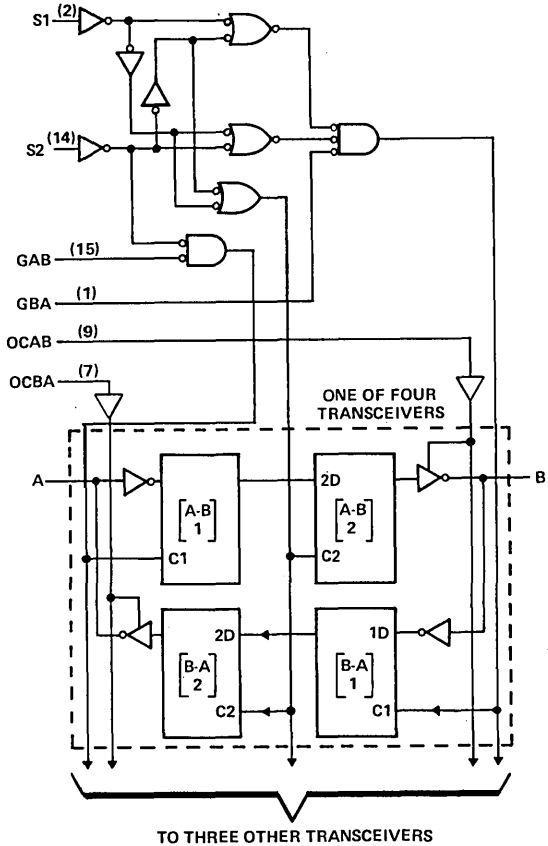 S1 (2)
S2 (14)
GAB (15)
GBA (1)
OCAB (9)
OCBA (7)
ONE OF FOUR
TRANSCEIVERS
A
B
[A-B
1]
2D
[A-B
2]
C1
C2
2D
1D
[B-A
2]
[B-A
1]
C2
C1
TO THREE OTHER TRANSCEIVERS